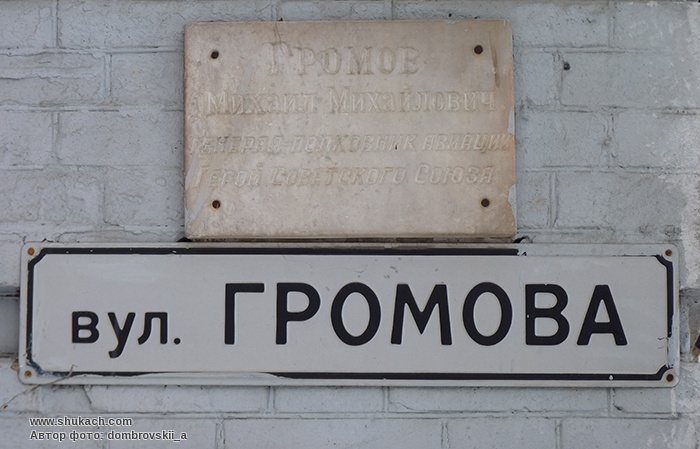 ГРОМОВ
Михаил Михайлович
генерал-полковник авиации
Герой Советского Союза
вул. ГРОМОВА
www.shukach.com
Автор фото: dombrovskii_a